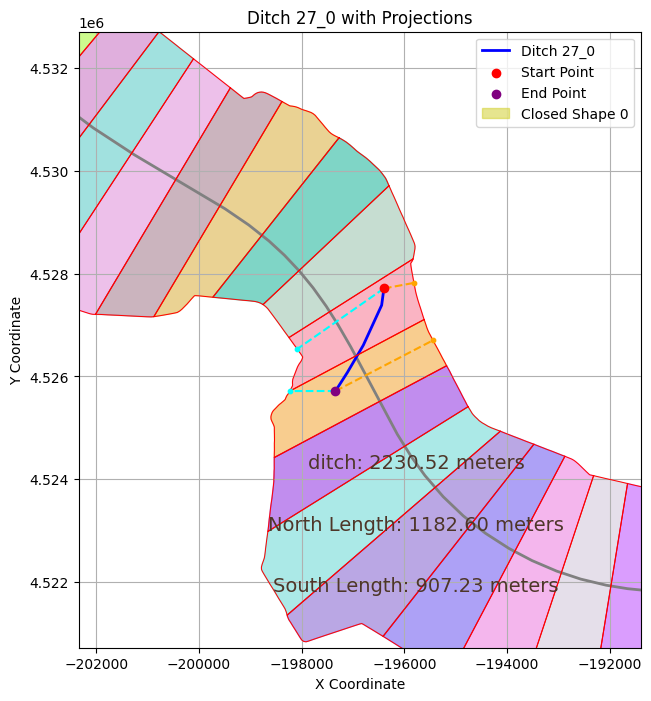 Ditch 27_0 with Projections
1e6
Ditch 27_0
Start Point
End Point
Closed Shape 0
4.532
4.530
4.528
4.526
4.524
4.522
Y Coordinate
ditch: 2230.52 meters
North Length: 1182.60 meters
South Length: 907.23 meters
−202000 −200000 −198000 −196000 −194000 −192000
X Coordinate